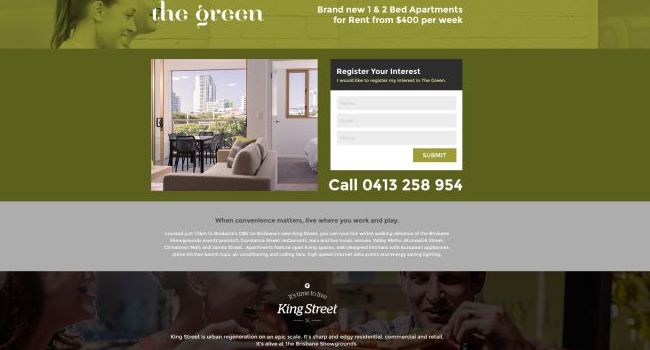 the green
Brand new 1 & 2 Bed Apartments
for Rent from $400 per week
Register Your Interest
I would like to register my interest in The Green.
Name
Email
Phone
SUBMIT
Call 0413 258 954
When convenience matters, live where you work and play.
Located just 1.5km to Brisbane's CBD on Brisbane's new King Street, you can now live within walking distance of the Brisbane
Showgrounds events precinct, Constance Street restaurants, bars and live music venues, Valley Metro, Brunswick Street,
Chinatown Mall, and James Street. Apartments feature open living spaces, well designed kitchens with European appliances,
stone kitchen bench tops, air conditioning and ceiling fans, high speed internet data points and energy saving lighting.
it's time to live
King Street
King Street is urban regeneration on an epic scale. It's sharp and edgy residential, commercial and retail.
It's alive at the Brisbane Showgrounds.